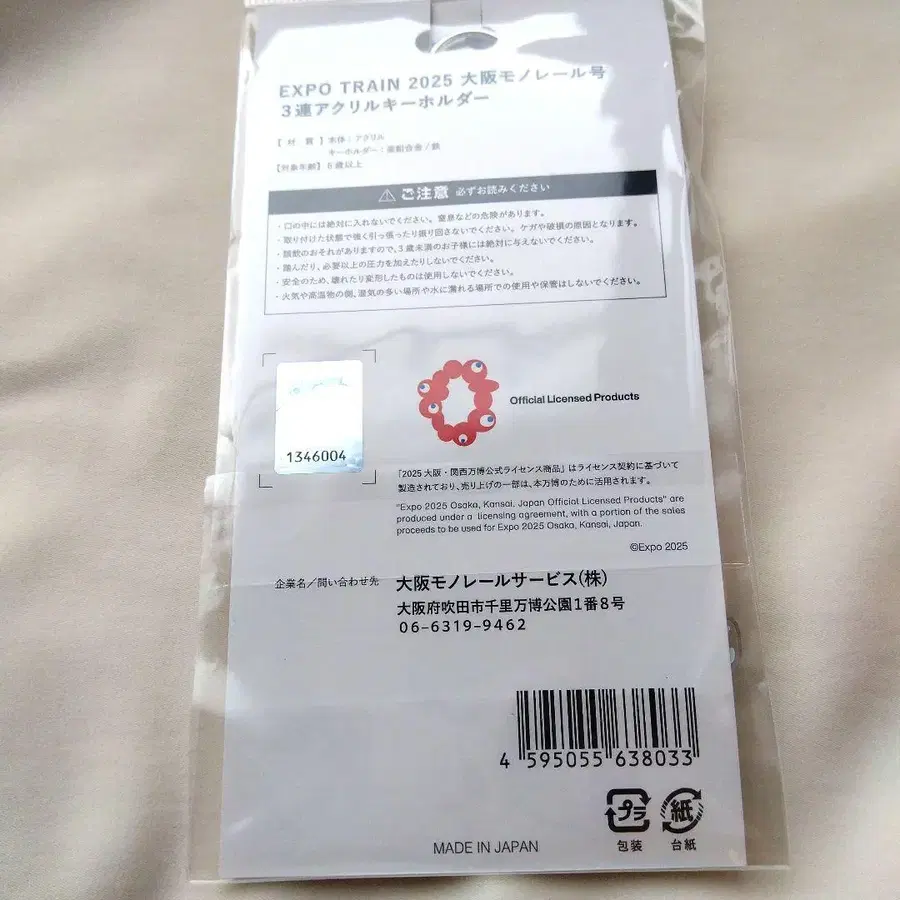 EXPO TRAIN 2025 大阪モノレール号
3連アクリルキーホルダー
【材 質】本体：アクリル
キーホルダー：亜鉛合金/鉄
【対象年齢】6歳以上
ご注意 必ずお読みください
・口の中には絶対に入れないでください。窒息などの危険があります。
・取り付けた状態で強く引っ張ったり振り回さないでください。ケガや破損の原因となります。
・誤飲のおそれがありますので、3歳未満のお子様には絶対に与えないでください。
・踏んだり、必要以上の圧力を加えたりしないでください。
・安全のため、壊れたり変形したものは使用しないでください。
・火気や高温物の側、湿気の多い場所や水に濡れる場所での使用や保管はしないでください。
1346004
Official Licensed Products
「2025 大阪・関西万博公式ライセンス商品」はライセンス契約に基づいて
製造されており、売り上げの一部は、本万博のために活用されます。
"Expo 2025 Osaka, Kansai, Japan Official Licensed Products" are
produced under a licensing agreement, with a portion of the sales
proceeds to be used for Expo 2025 Osaka, Kansai, Japan.
©Expo 2025
企業名/問い合わせ先 大阪モノレールサービス(株)
大阪府吹田市千里万博公園1番8号
06-6319-9462
4 595055 638033
プラ 紙
包装 台紙
MADE IN JAPAN